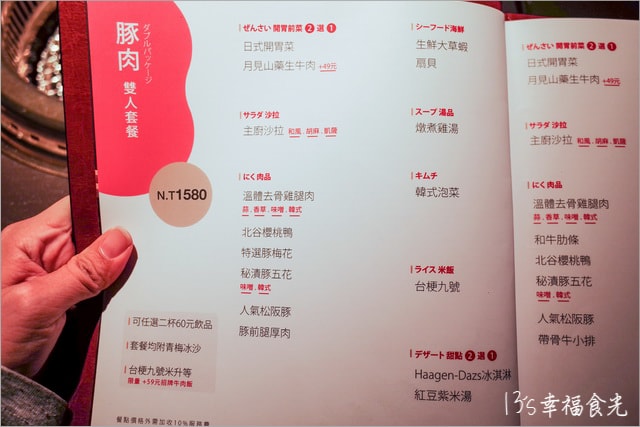 ダブルパッケージ
豚肉 雙人套餐
N.T1580
可任選二杯60元飲品
套餐均附青梅冰沙
台梗九號米升等
限量 +59元招牌牛肉飯
餐點價格外需加收10%服務費
ぜんさい 開胃前菜 2 選 1
日式開胃菜
月見山藥生牛肉 +49元
サラダ 沙拉
主廚沙拉 和風 . 胡麻 . 凱薩
にく 肉品
溫體去骨雞腿肉
蒜 . 香草 . 味噌 . 韓式
北谷櫻桃鴨
特選豚梅花
秘漬豚五花
味噌 . 韓式
人氣松阪豚
豚前腿厚肉
シーフード 海鮮
生鮮大草蝦
扇貝
スープ 湯品
燉煮雞湯
キムチ
韓式泡菜
ライス 米飯
台梗九號
デザート 甜點 2 選 1
Haagen-Dazs冰淇淋
紅豆紫米湯
ぜんさい 開胃前菜 2 選 1
日式開胃菜
月見山藥生牛肉 +49元
サラダ 沙拉
主廚沙拉 和風 . 胡麻 . 凱薩
にく 肉品
溫體去骨雞腿肉
蒜 . 香草 . 味噌 . 韓式
和牛肋條
北谷櫻桃鴨
秘漬豚五花
味噌 . 韓式
人氣松阪豚
帶骨牛小排
13's幸福食光